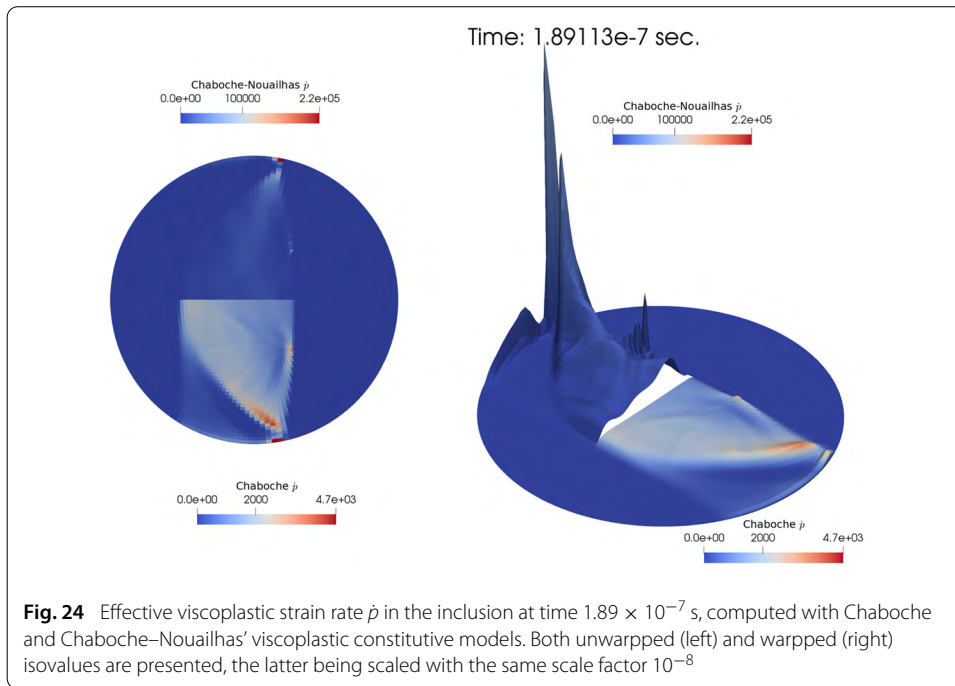 Time: 1.89113e-7 sec.
Chaboche-Nouailhas ṗ
0.0e+00 100000 2.2e+05
Chaboche-Nouailhas ṗ
0.0e+00 100000 2.2e+05
Chaboche ṗ
0.0e+00 2000 4.7e+03
Chaboche ṗ
0.0e+00 2000 4.7e+03
Fig. 24 Effective viscoplastic strain rate ṗ in the inclusion at time 1.89 × 10⁻⁷ s, computed with Chaboche
and Chaboche–Nouailhas’ viscoplastic constitutive models. Both unwarpped (left) and warpped (right)
isovalues are presented, the latter being scaled with the same scale factor 10⁻⁸